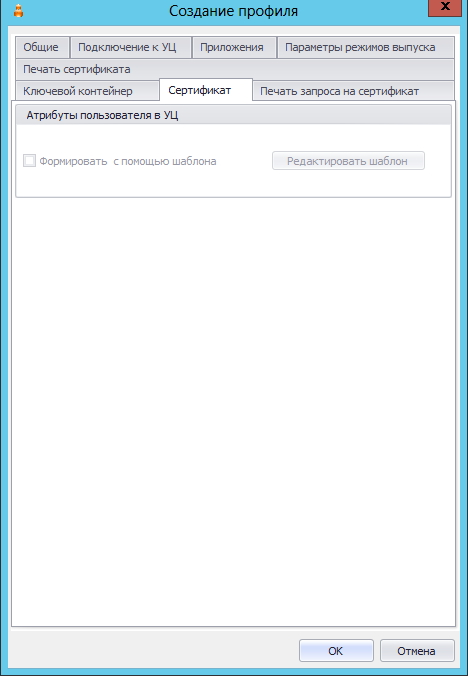 Создание профиля
x
Общие Подключение к УЦ Приложения Параметры режимов выпуска
Печать сертификата
Ключевой контейнер Сертификат Печать запроса на сертификат
Атрибуты пользователя в УЦ
Формировать с помощью шаблона Редактировать шаблон
OK Отмена